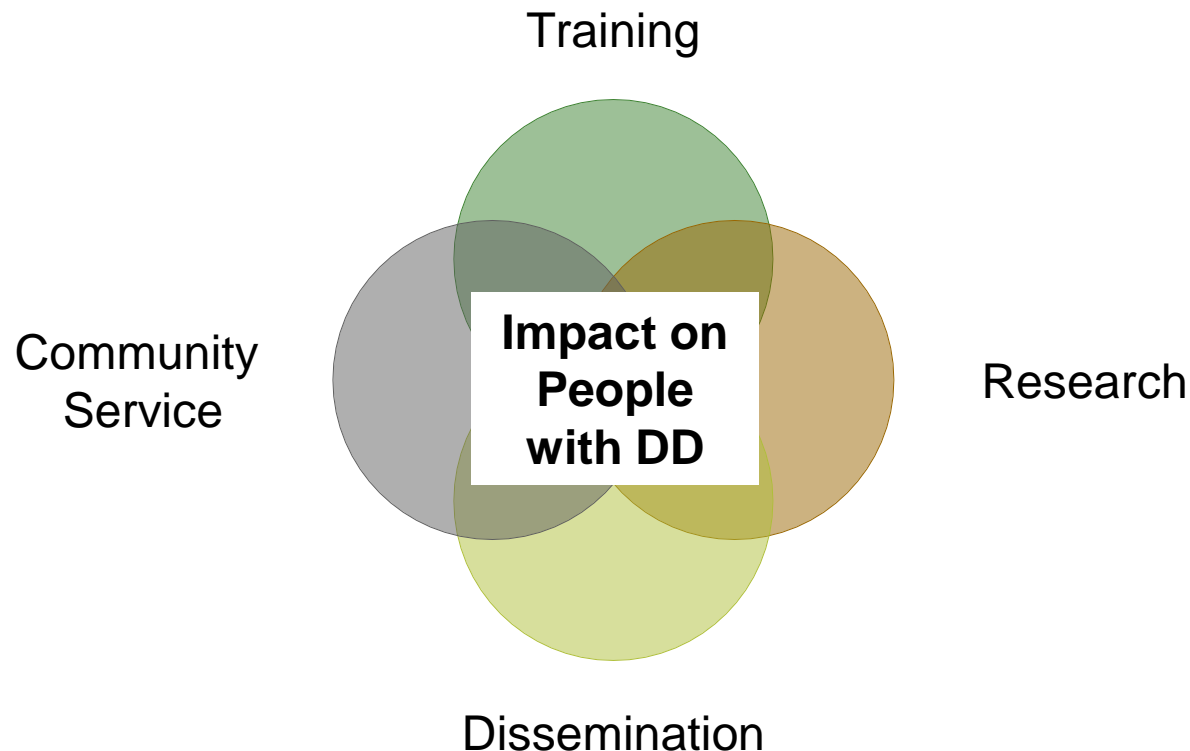 Training
Community
Service
Impact on
People
with DD
Research
Dissemination